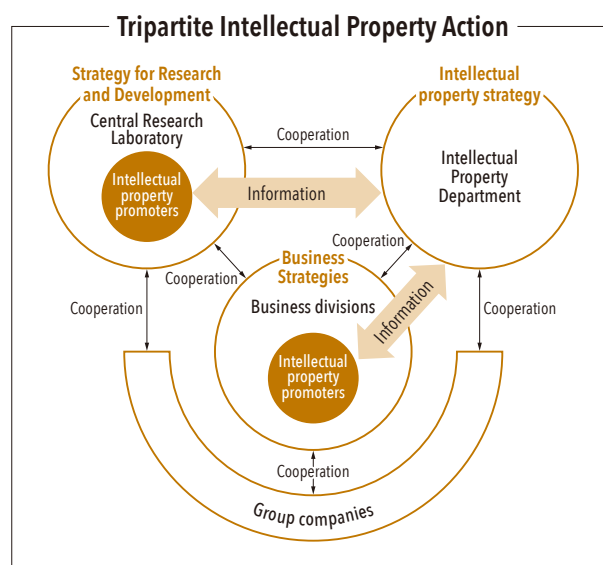 Tripartite Intellectual Property Action
Strategy for Research
and Development
Central Research
Laboratory
Intellectual
property
promoters
Cooperation
Information
Intellectual
property strategy
Intellectual
Property
Department
Cooperation
Cooperation
Business
Strategies
Business divisions
Information
Intellectual
property
promoters
Cooperation
Cooperation
Cooperation
Group companies